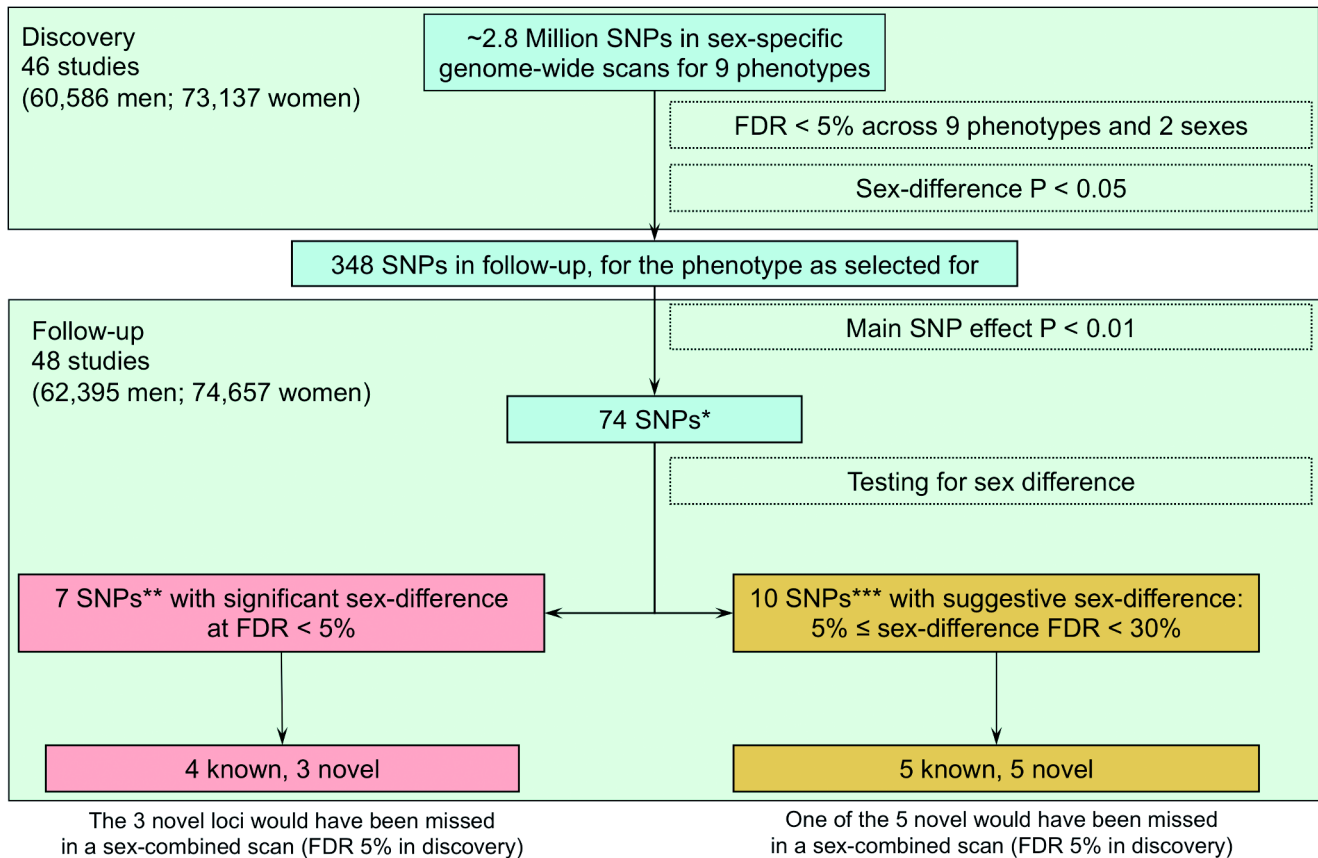 Discovery
46 studies
(60,586 men; 73,137 women)
~2.8 Million SNPs in sex-specific
genome-wide scans for 9 phenotypes
FDR < 5% across 9 phenotypes and 2 sexes
Sex-difference P < 0.05
348 SNPs in follow-up, for the phenotype as selected for
Follow-up
48 studies
(62,395 men; 74,657 women)
Main SNP effect P < 0.01
74 SNPs*
Testing for sex difference
7 SNPs** with significant sex-difference
at FDR < 5%
10 SNPs*** with suggestive sex-difference:
5% ≤ sex-difference FDR < 30%
4 known, 3 novel
5 known, 5 novel
The 3 novel loci would have been missed
in a sex-combined scan (FDR 5% in discovery)
One of the 5 novel would have been missed
in a sex-combined scan (FDR 5% in discovery)